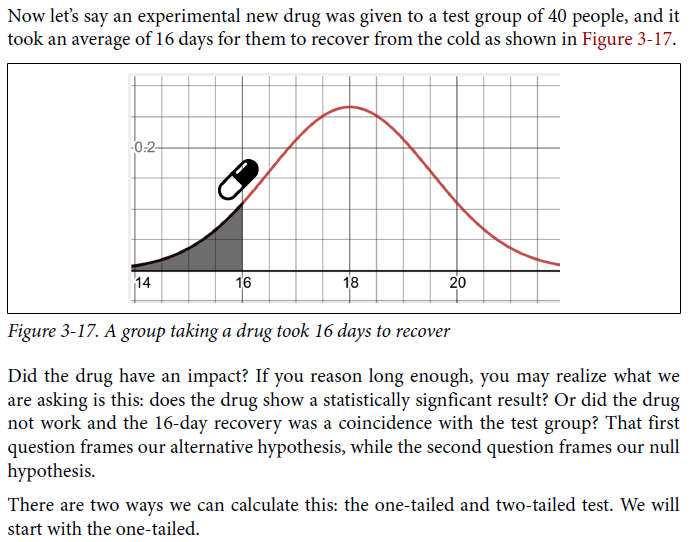 Now let's say an experimental new drug was given to a test group of 40 people, and it
took an average of 16 days for them to recover from the cold as shown in Figure 3-17.
0.2
14 16 18 20
Figure 3-17. A group taking a drug took 16 days to recover
Did the drug have an impact? If you reason long enough, you may realize what we
are asking is this: does the drug show a statistically signficant result? Or did the drug
not work and the 16-day recovery was a coincidence with the test group? That first
question frames our alternative hypothesis, while the second question frames our null
hypothesis.
There are two ways we can calculate this: the one-tailed and two-tailed test. We will
start with the one-tailed.